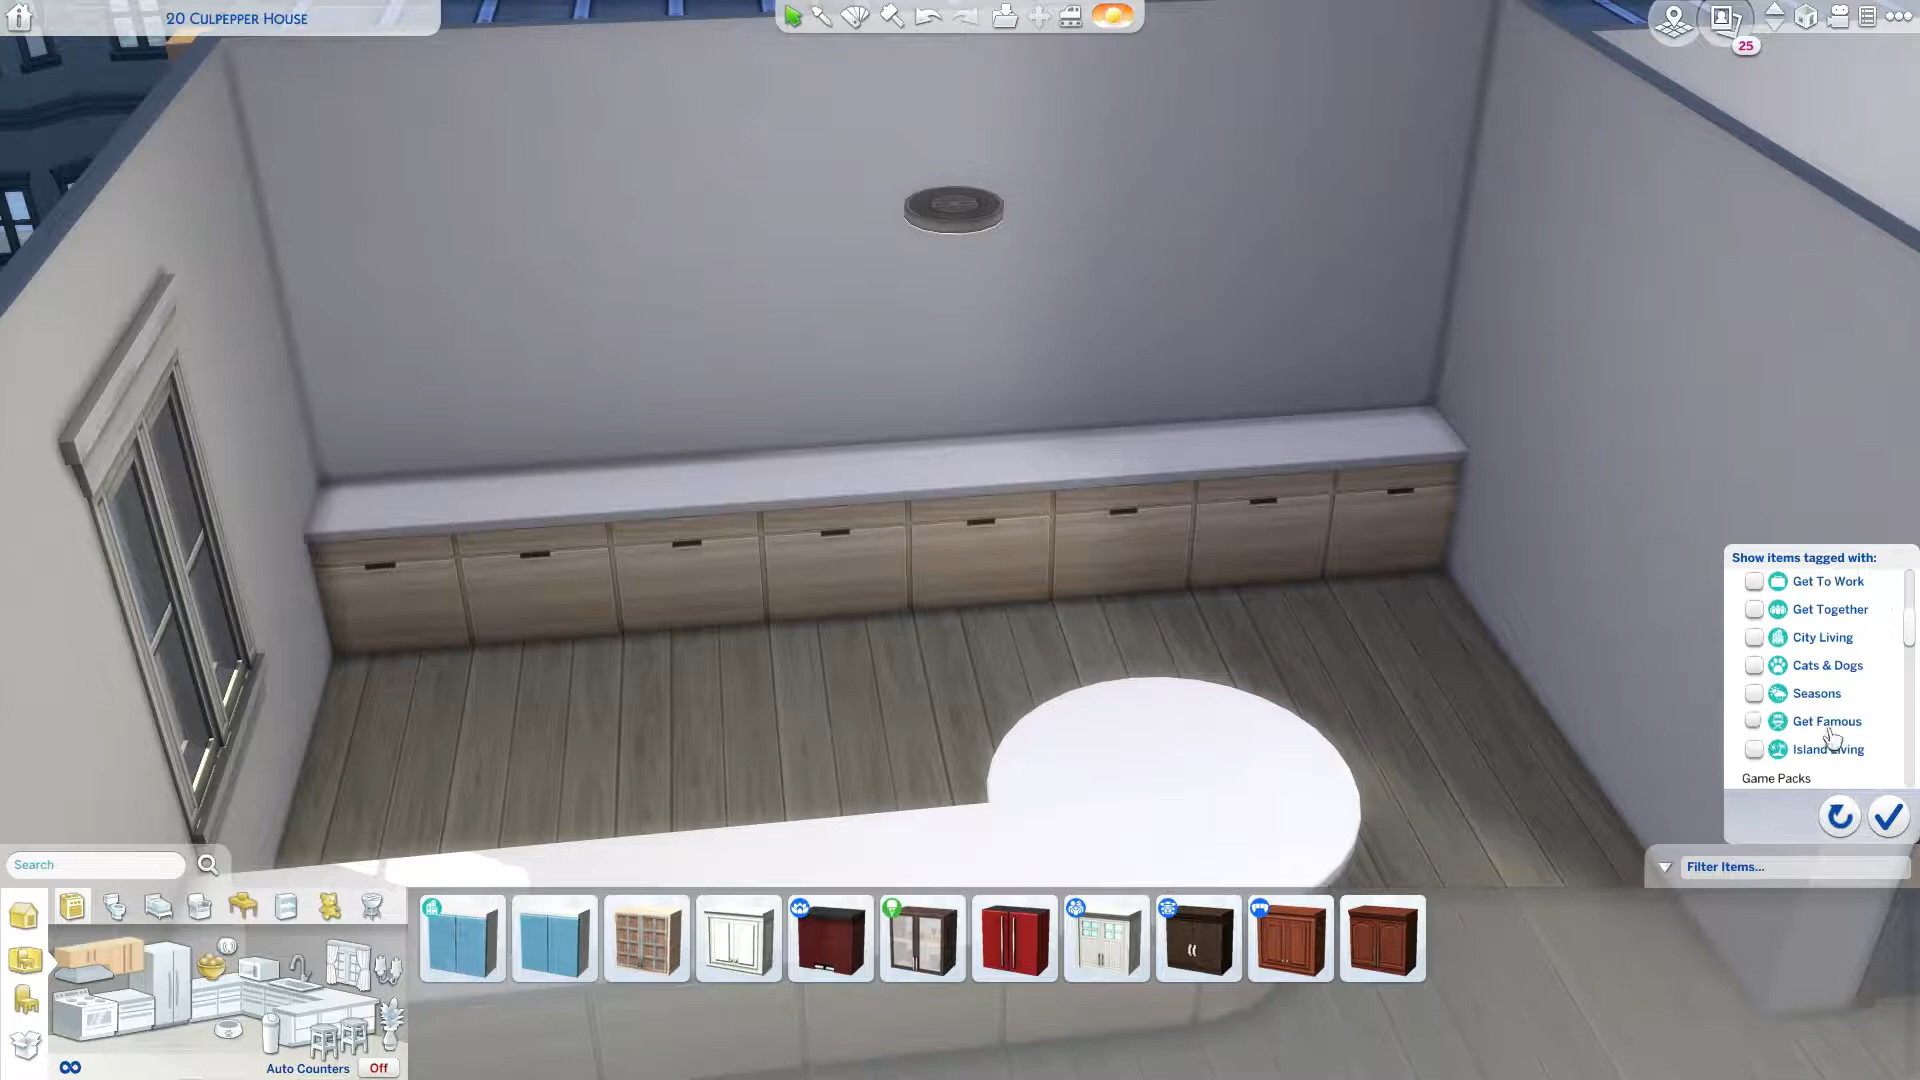 20 Culpepper House
25
Show items tagged with:
Get To Work
Get Together
City Living
Cats & Dogs
Seasons
Get Famous
Island Living
Game Packs
Search
Filter Items...
Auto Counters
Off